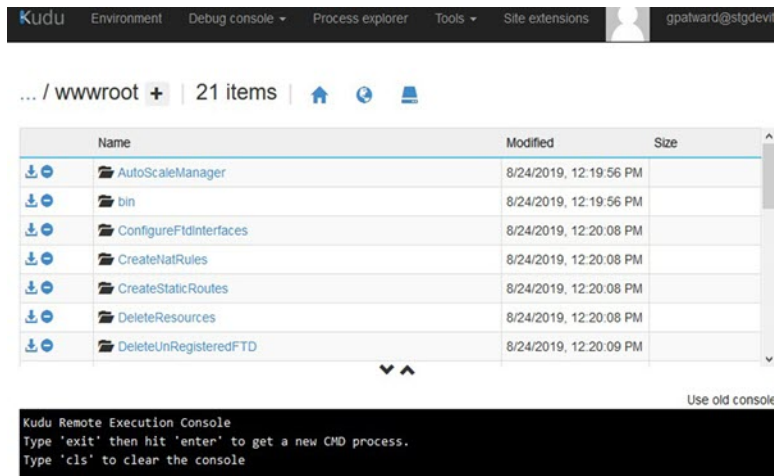 Kudu Environment Debug console Process explorer Tools Site extensions gpatward@stgdevit
... / wwwroot + | 21 items |
Name Modified Size
AutoScaleManager 8/24/2019, 12:19:56 PM
bin 8/24/2019, 12:19:56 PM
ConfigureFtdInterfaces 8/24/2019, 12:20:08 PM
CreateNatRules 8/24/2019, 12:20:08 PM
CreateStaticRoutes 8/24/2019, 12:20:08 PM
DeleteResources 8/24/2019, 12:20:08 PM
DeleteUnRegisteredFTD 8/24/2019, 12:20:09 PM
Use old console
Kudu Remote Execution Console
Type 'exit' then hit 'enter' to get a new CMD process.
Type 'cls' to clear the console